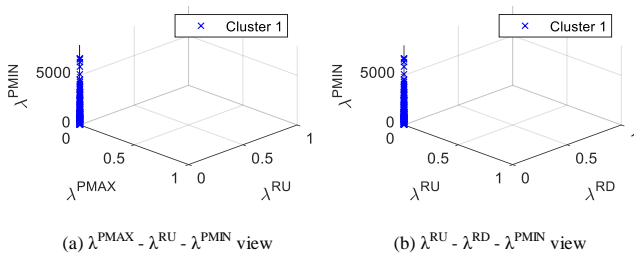 × Cluster 1
λ^PMIN
5000
0
0
0.5
1
λ^PMAX
0
0.5
1
λ^RU
(a) λ^PMAX - λ^RU - λ^PMIN view
× Cluster 1
λ^PMIN
5000
0
0
0.5
1
λ^RU
0
0.5
1
λ^RD
(b) λ^RU - λ^RD - λ^PMIN view